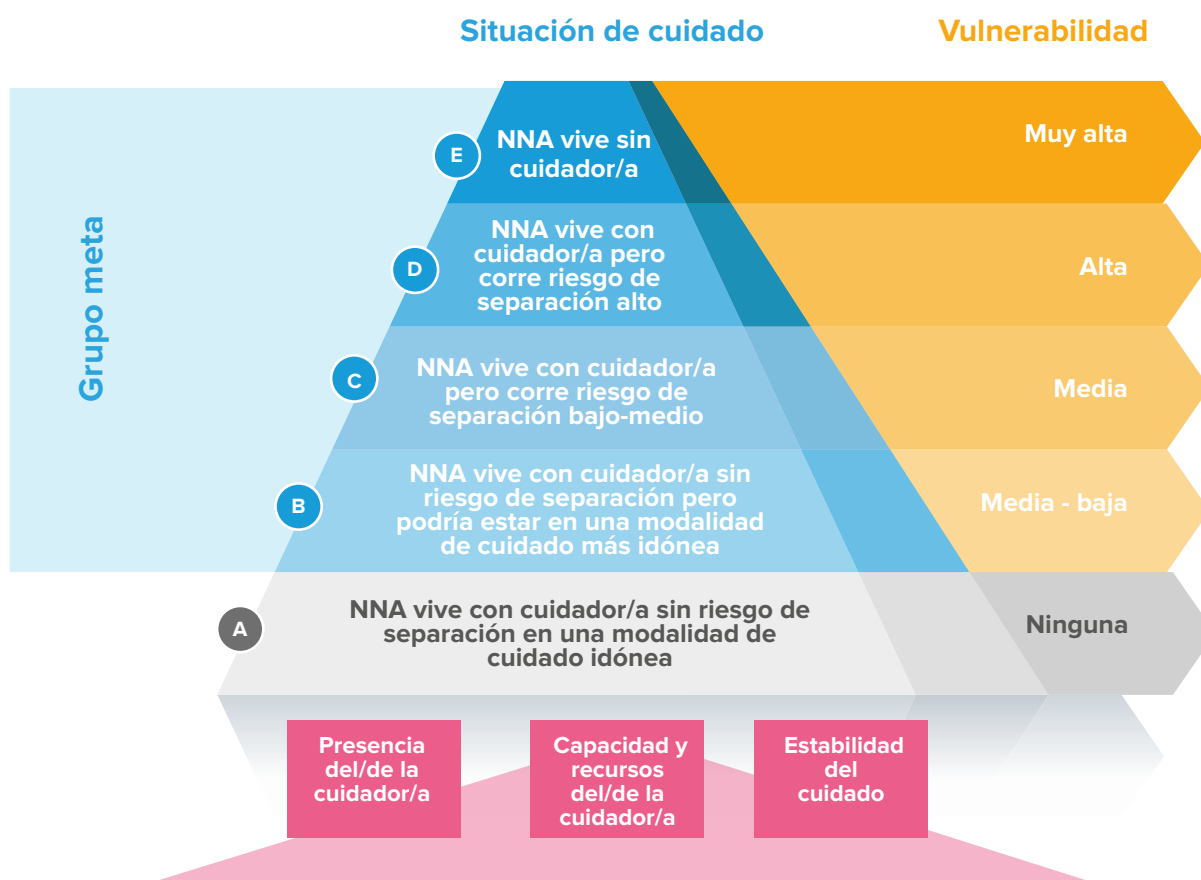 Situación de cuidado
Vulnerabilidad
Grupo meta
E
NNA vive sin
cuidador/a
Muy alta
D
NNA vive con
cuidador/a pero
corre riesgo de
separación alto
Alta
C
NNA vive con cuidador/a
pero corre riesgo de
separación bajo-medio
Media
B
NNA vive con cuidador/a sin
riesgo de separación pero
podría estar en una modalidad
de cuidado más idónea
Media - baja
A
NNA vive con cuidador/a sin riesgo de
separación en una modalidad de
cuidado idónea
Ninguna
Presencia
del/de la
cuidador/a
Capacidad y
recursos
del/de la
cuidador/a
Estabilidad
del
cuidado